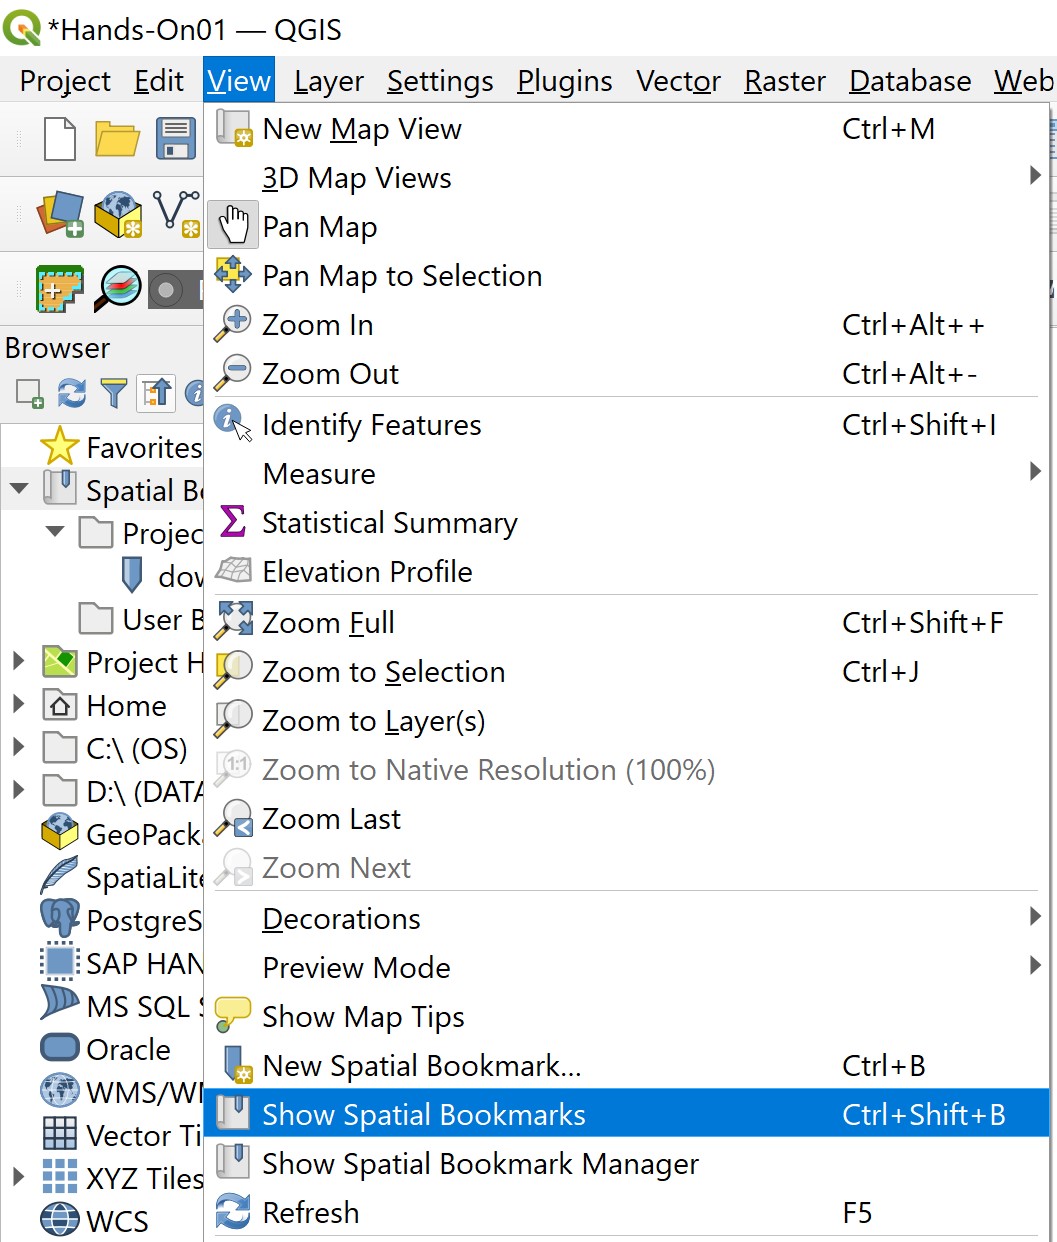 *Hands-On01 — QGIS
Project Edit View Layer Settings Plugins Vector Raster Database Web
New Map View Ctrl+M
3D Map Views
Pan Map
Pan Map to Selection
Zoom In Ctrl+Alt++
Zoom Out Ctrl+Alt+-
Identify Features Ctrl+Shift+I
Measure
Statistical Summary
Elevation Profile
Zoom Full Ctrl+Shift+F
Zoom to Selection Ctrl+J
Zoom to Layer(s)
1:1 Zoom to Native Resolution (100%)
Zoom Last
Zoom Next
Decorations
Preview Mode
Show Map Tips
New Spatial Bookmark... Ctrl+B
Show Spatial Bookmarks Ctrl+Shift+B
Show Spatial Bookmark Manager
Refresh F5
Browser
Favorites
Spatial B
Projec
dow
User B
Project H
Home
C:\ (OS)
D:\ (DATA
GeoPack
SpatiaLite
PostgreS
SAP HAN
MS SQL S
Oracle
WMS/W
Vector Ti
XYZ Tiles
WCS